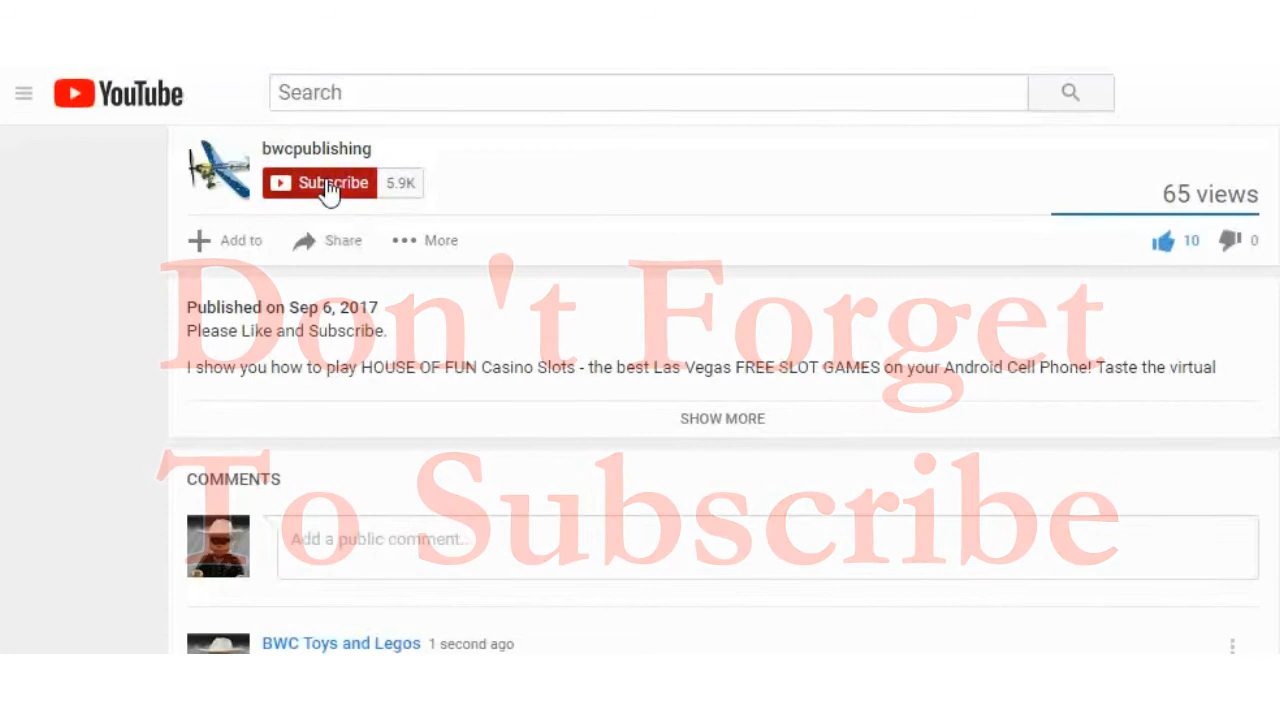 YouTube
Search
bwcpublishing
Subscribe 5.9K
65 views
Add to Share More
10 0
Don't Forget
Published on Sep 6, 2017
Please Like and Subscribe.
I show you how to play HOUSE OF FUN Casino Slots - the best Las Vegas FREE SLOT GAMES on your Android Cell Phone! Taste the virtual
SHOW MORE
To Subscribe
COMMENTS
Add a public comment...
BWC Toys and Legos 1 second ago